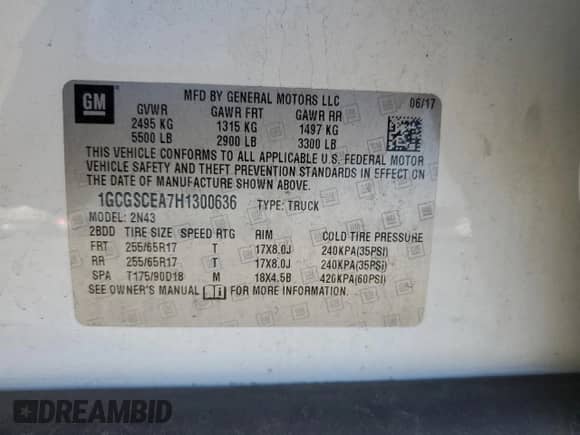 GM
MFD BY GENERAL MOTORS LLC 06/17
GVWR GAWR FRT GAWR RR
2495 KG 1315 KG 1497 KG
5500 LB 2900 LB 3300 LB
THIS VEHICLE CONFORMS TO ALL APPLICABLE U.S. FEDERAL MOTOR
VEHICLE SAFETY AND THEFT PREVENTION STANDARDS IN EFFECT ON
THE DATE OF MANUFACTURE SHOWN ABOVE.
1GCGSCEA7H1300636 TYPE: TRUCK
MODEL: 2N43
2BDD TIRE SIZE SPEED RTG RIM COLD TIRE PRESSURE
FRT 255/65R17 T 17X8.0J 240KPA(35PSI)
RR 255/65R17 T 17X8.0J 240KPA(35PSI)
SPA T175/90D18 M 18X4.5B 420KPA(60PSI)
SEE OWNER'S MANUAL FOR MORE INFORMATION.
DREAMBID